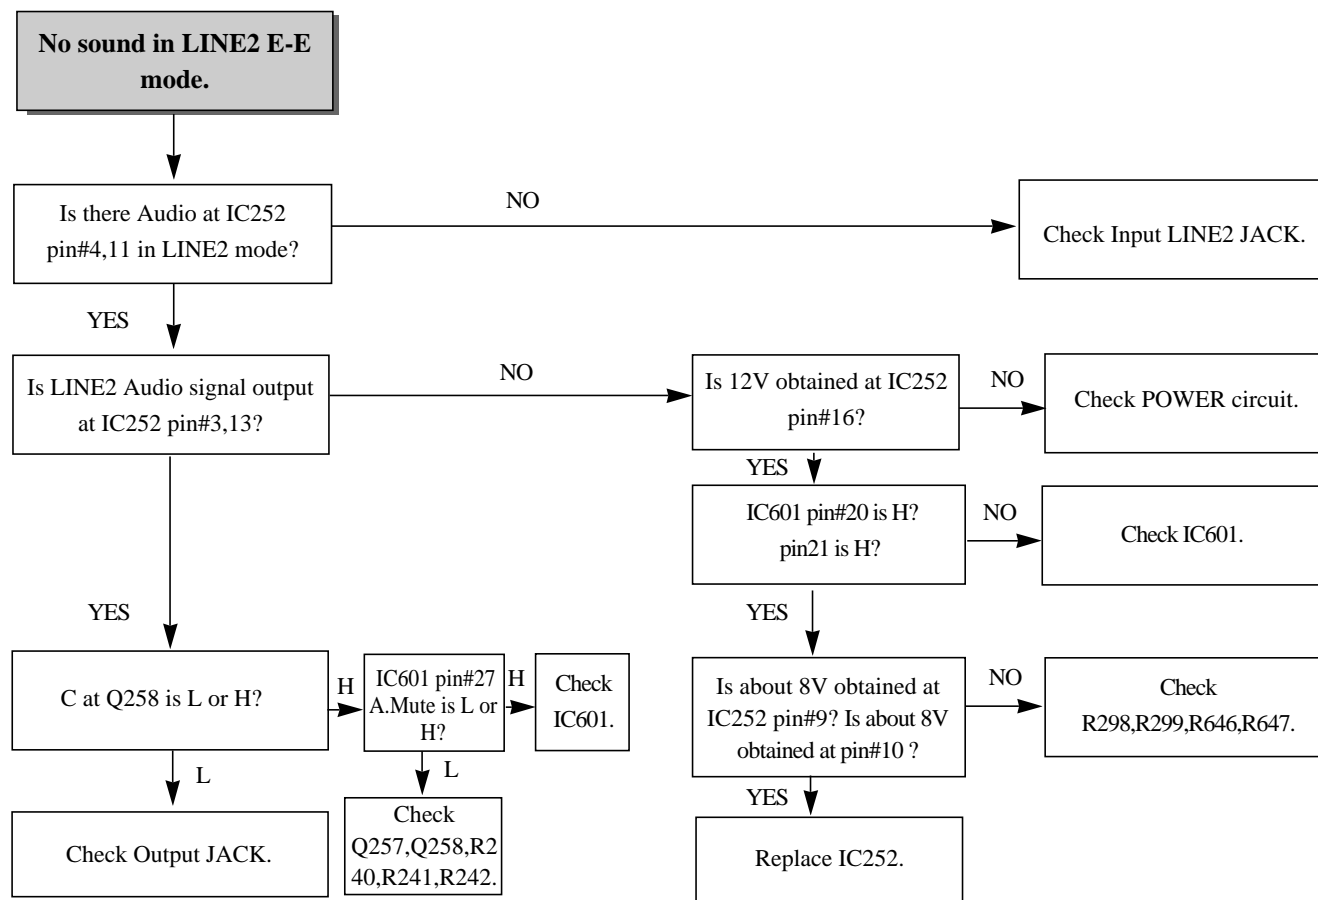 No sound in LINE2 E-E
mode.
NO
Is there Audio at IC252
pin#4,11 in LINE2 mode?
Check Input LINE2 JACK.
YES
Is LINE2 Audio signal output
at IC252 pin#3,13?
NO
Is 12V obtained at IC252
pin#16?
NO
Check POWER circuit.
YES
IC601 pin#20 is H?
pin21 is H?
NO
Check IC601.
YES
YES
C at Q258 is L or H?
H
IC601 pin#27
A.Mute is L or
H?
H
Check
IC601.
Is about 8V obtained at
IC252 pin#9? Is about 8V
obtained at pin#10 ?
NO
Check
R298,R299,R646,R647.
L
L
YES
Check Output JACK.
Check
Q257,Q258,R2
40,R241,R242.
Replace IC252.